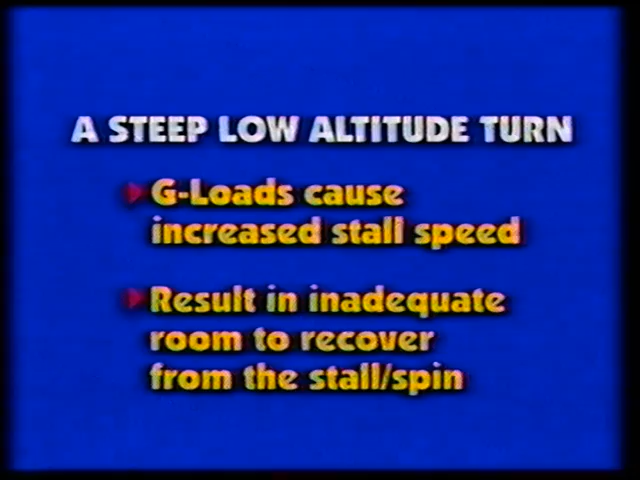 A STEEP LOW ALTITUDE TURN
G-Loads cause
increased stall speed
Result in inadequate
room to recover
from the stall/spin